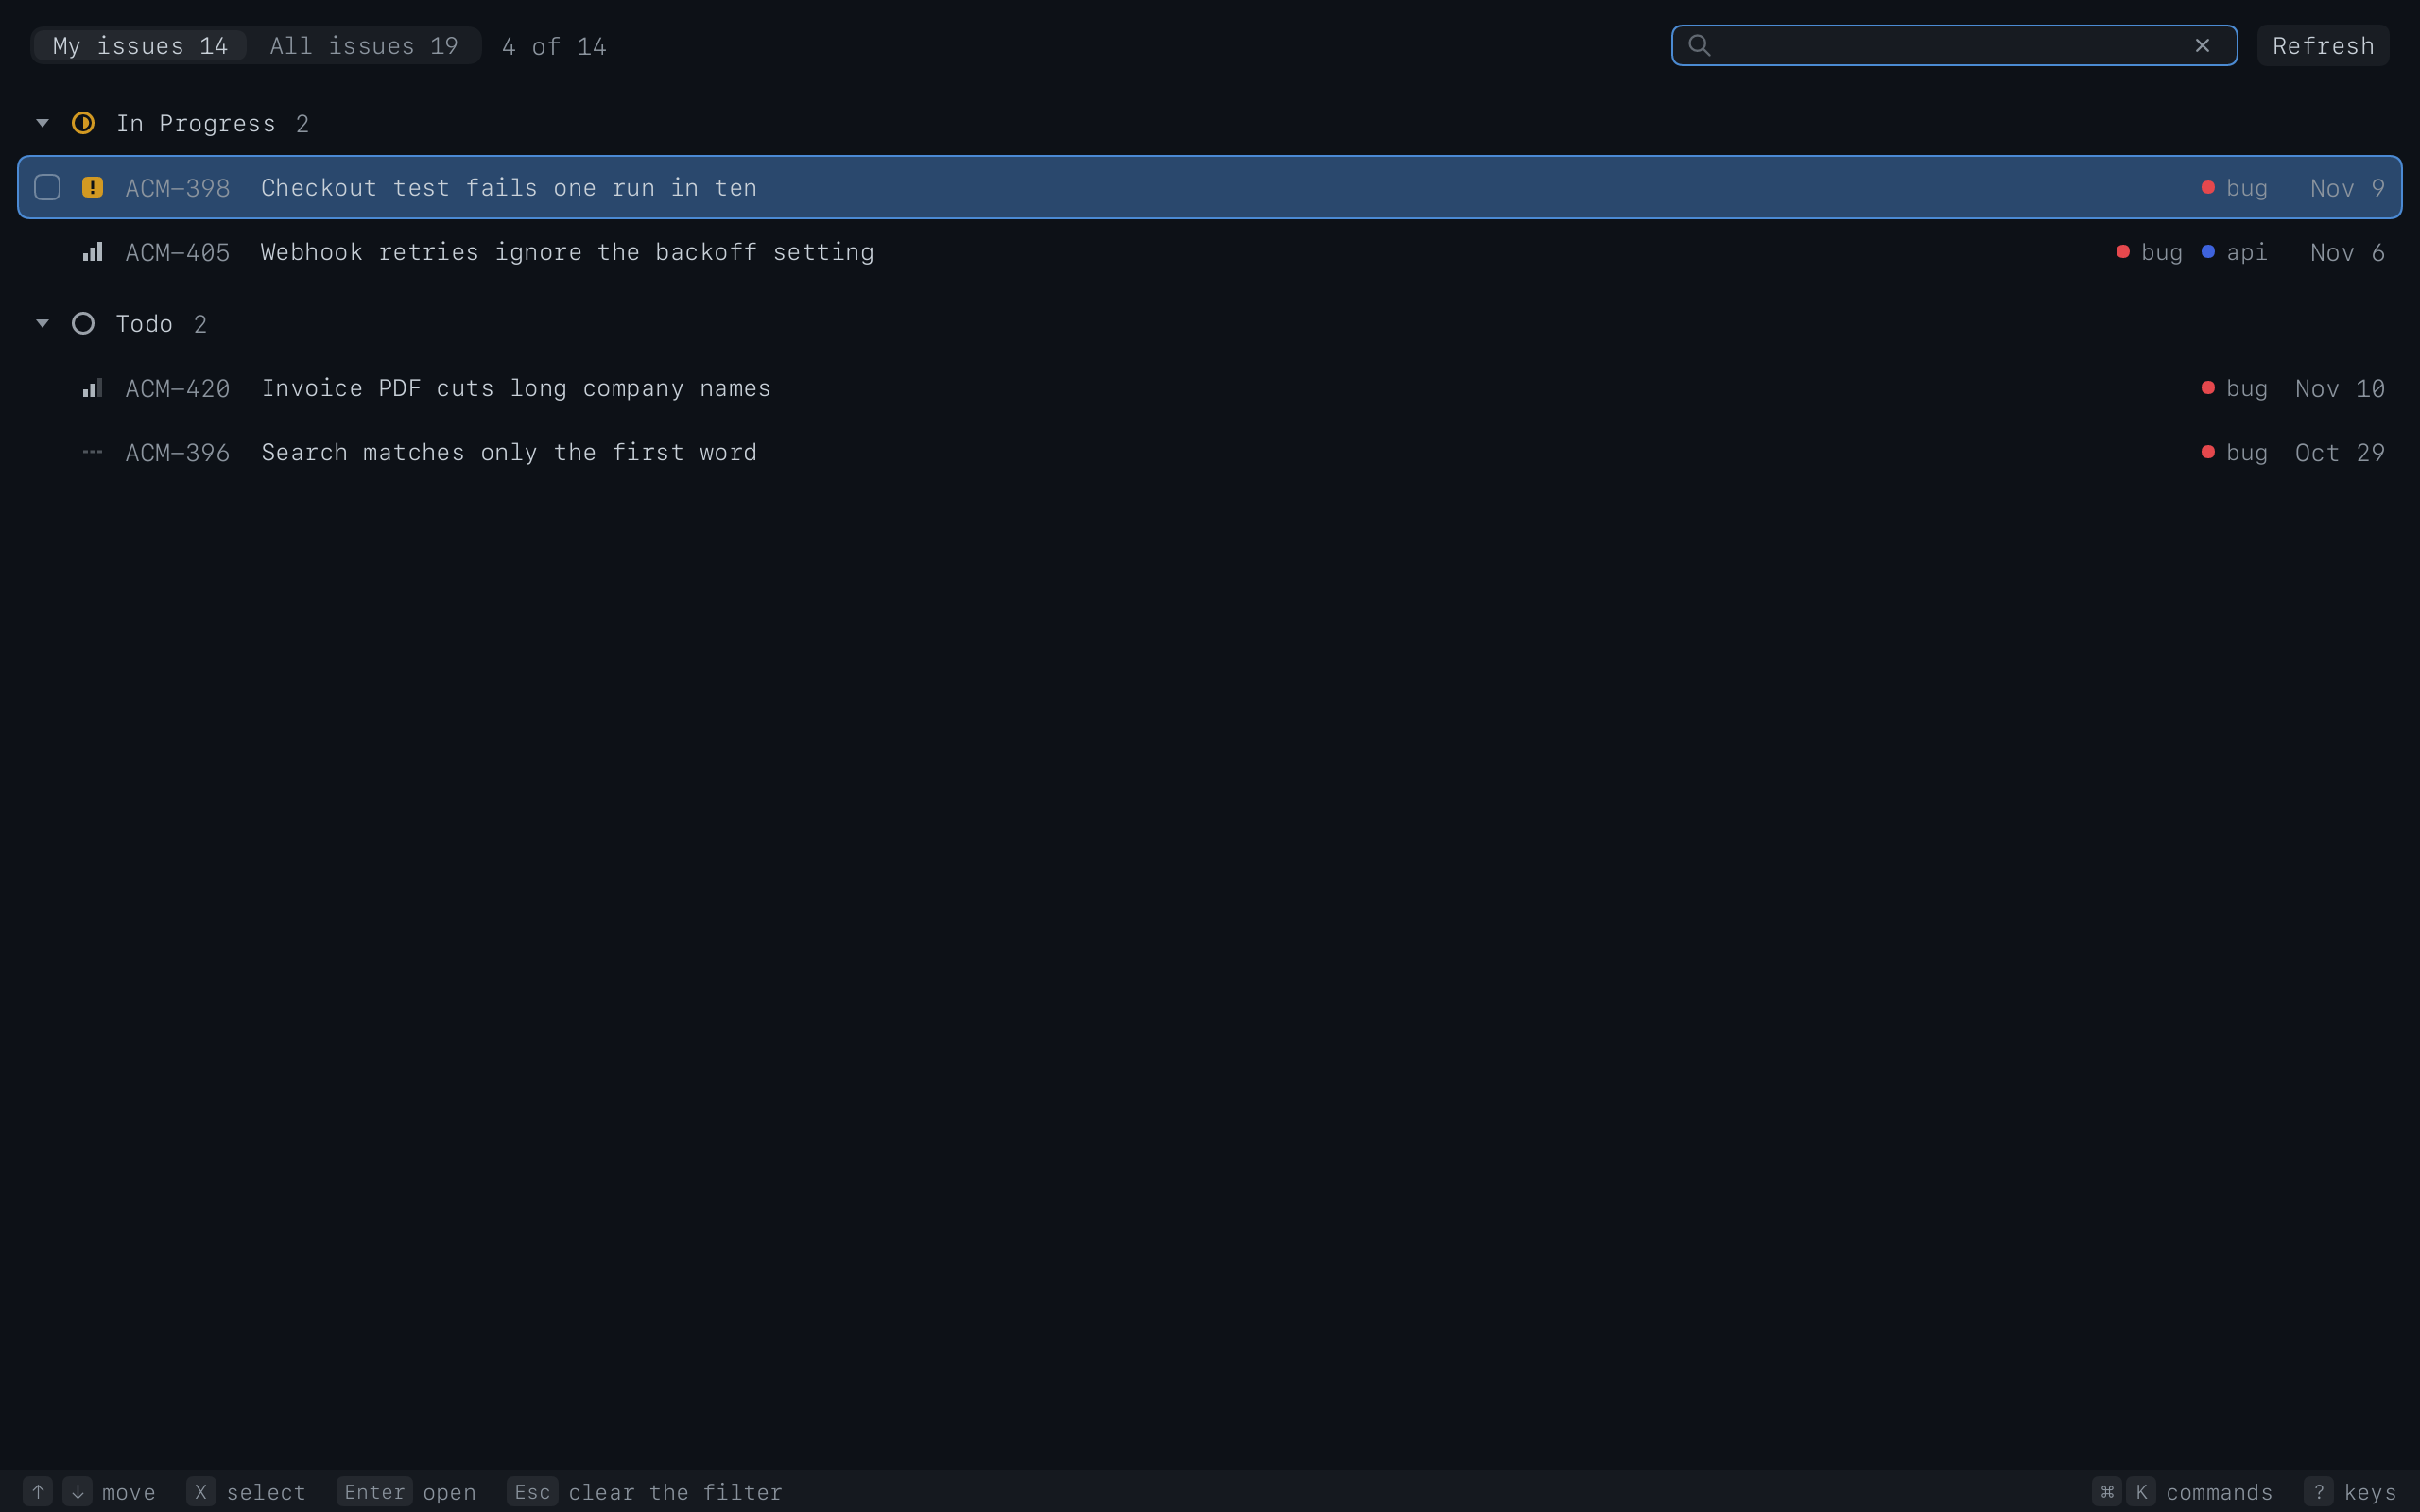 My issues 14 All issues 19 4 of 14 Refresh
In Progress 2
ACM-398 Checkout test fails one run in ten bug Nov 9
ACM-405 Webhook retries ignore the backoff setting bug api Nov 6
Todo 2
ACM-420 Invoice PDF cuts long company names bug Nov 10
ACM-396 Search matches only the first word bug Oct 29
↑ ↓ move X select Enter open Esc clear the filter ⌘ K commands ? keys